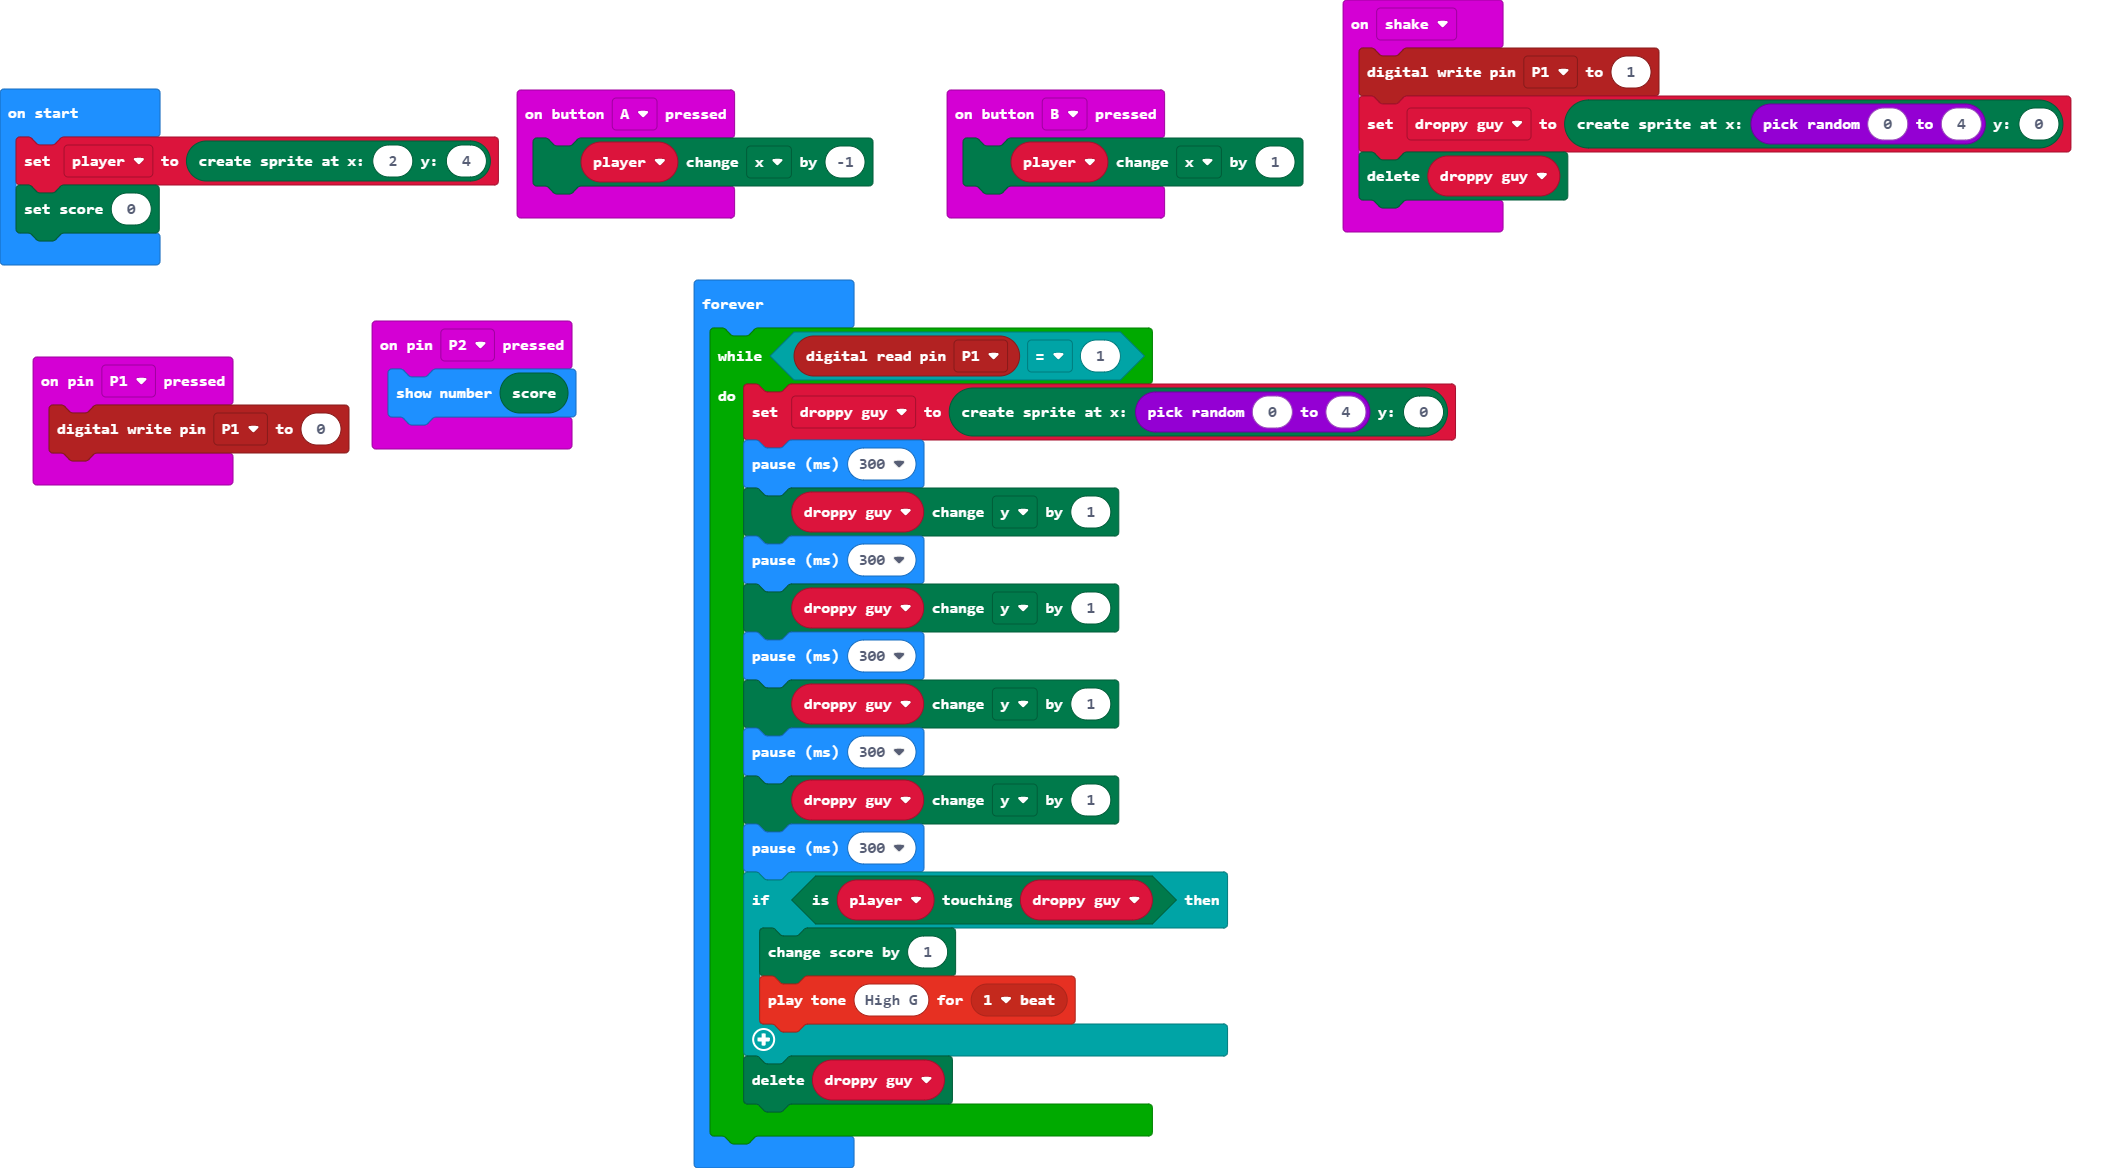 on start
set player to create sprite at x: 2 y: 4
set score 0
on button A pressed
player change x by -1
on button B pressed
player change x by 1
on shake
digital write pin P1 to 1
set droppy guy to create sprite at x: pick random 0 to 4 y: 0
delete droppy guy
on pin P1 pressed
digital write pin P1 to 0
on pin P2 pressed
show number score
forever
while digital read pin P1 = 1
do
set droppy guy to create sprite at x: pick random 0 to 4 y: 0
pause (ms) 300
droppy guy change y by 1
pause (ms) 300
droppy guy change y by 1
pause (ms) 300
droppy guy change y by 1
pause (ms) 300
droppy guy change y by 1
pause (ms) 300
if is player touching droppy guy then
change score by 1
play tone High G for 1 beat
delete droppy guy